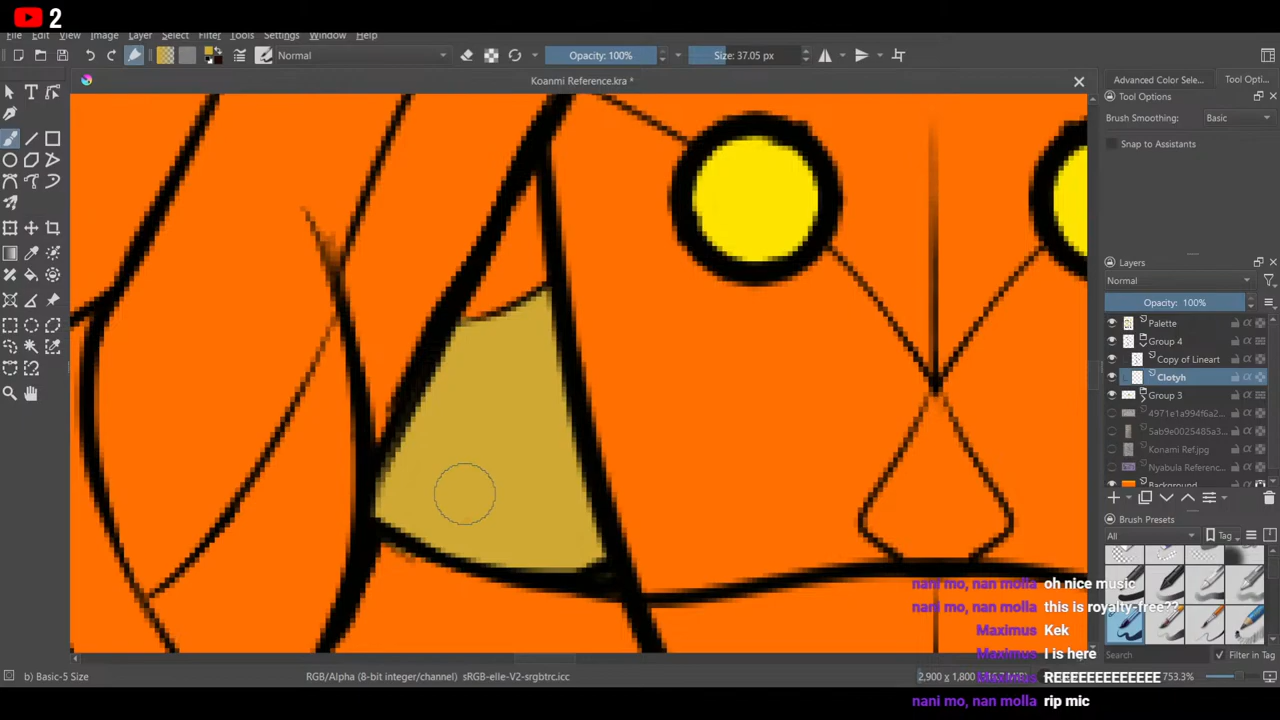 2
File Edit View Image Layer Select Filter Tools Settings Window Help
Normal
Opacity: 100%
Size: 37.05 px
Koanmi Reference.kra *
Advanced Color Sele...
Tool Opti...
Tool Options
Brush Smoothing:
Basic
Snap to Assistants
Layers
Normal
Opacity: 100%
Palette
Group 4
Copy of Lineart
Clotyh
Group 3
4971e1a994f6a2...
5ab9e0025485a3...
Konami Ref.jpg
Nyabula Referenc...
Background
Brush Presets
All
Tag
nani mo, nan molla oh nice music
nani mo, nan molla this is royalty-free??
Maximus Kek
Maximus I is here
Maximus REEEEEEEEEEEEE
nani mo, nan molla rip mic
Search
Filter in Tag
b) Basic-5 Size
RGB/Alpha (8-bit integer/channel) sRGB-elle-V2-srgbtrc.icc
2,900 x 1,800
753.3%